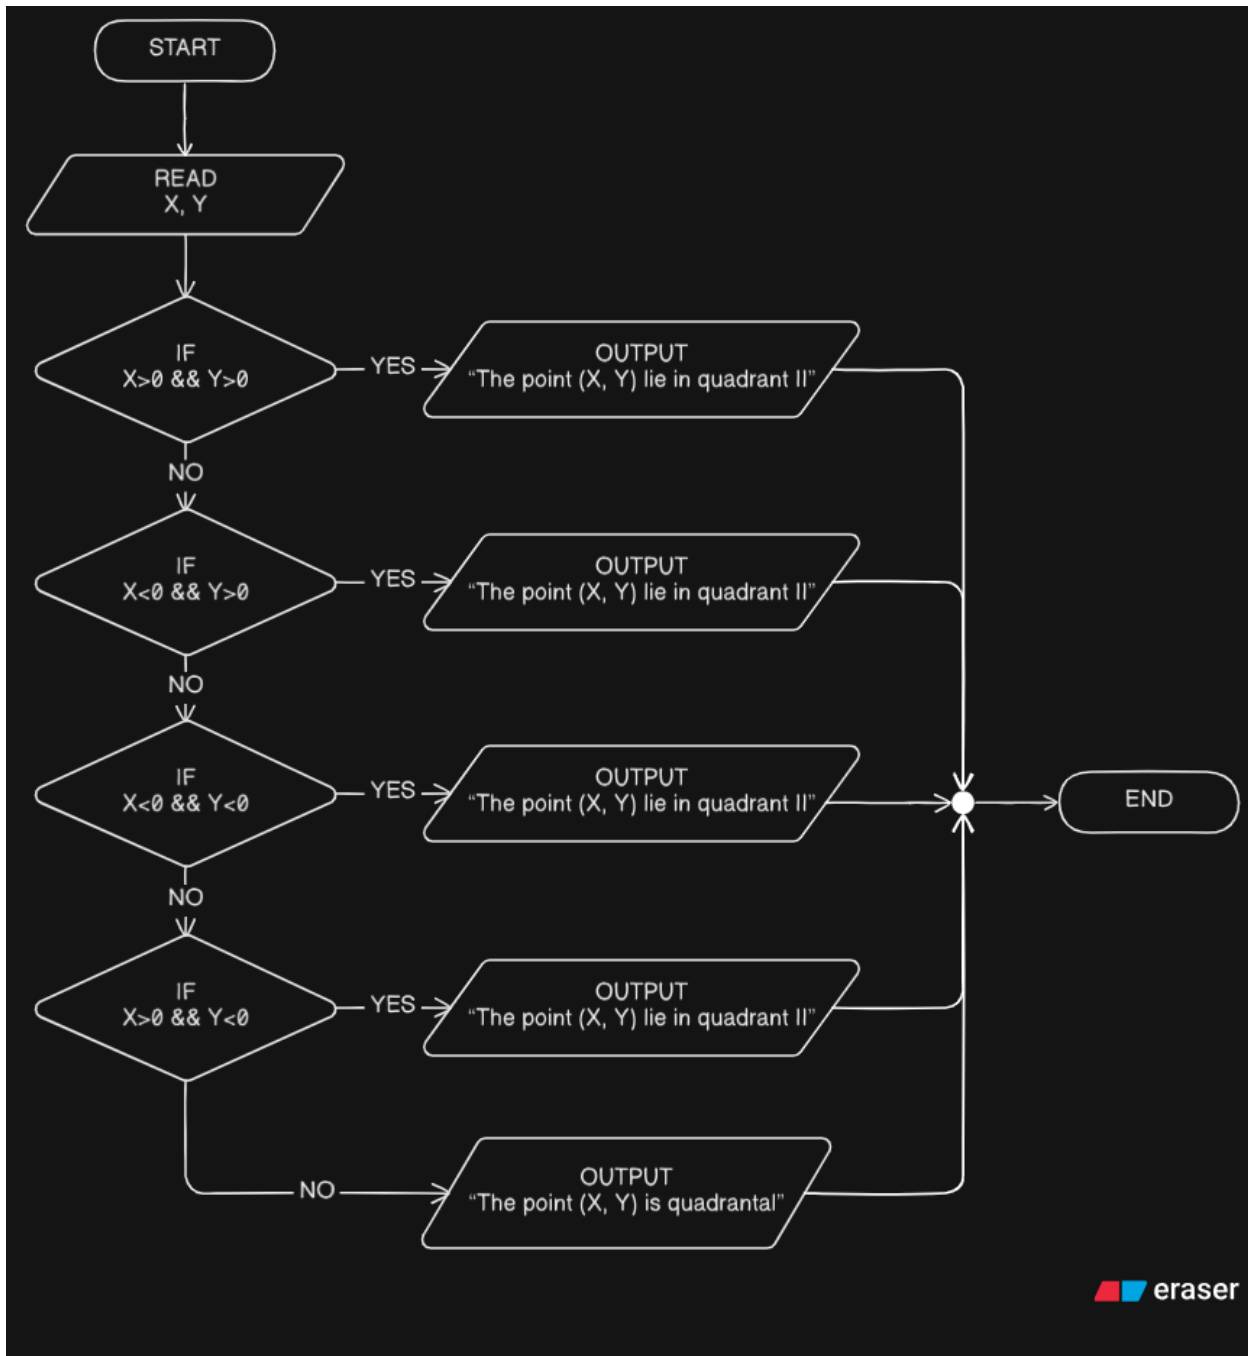 START
READ
X, Y
IF
X>0 && Y>0
YES
OUTPUT
“The point (X, Y) lie in quadrant II”
NO
IF
X<0 && Y>0
YES
OUTPUT
“The point (X, Y) lie in quadrant II”
NO
IF
X<0 && Y<0
YES
OUTPUT
“The point (X, Y) lie in quadrant II”
END
NO
IF
X>0 && Y<0
YES
OUTPUT
“The point (X, Y) lie in quadrant II”
NO
OUTPUT
“The point (X, Y) is quadrantal”
eraser